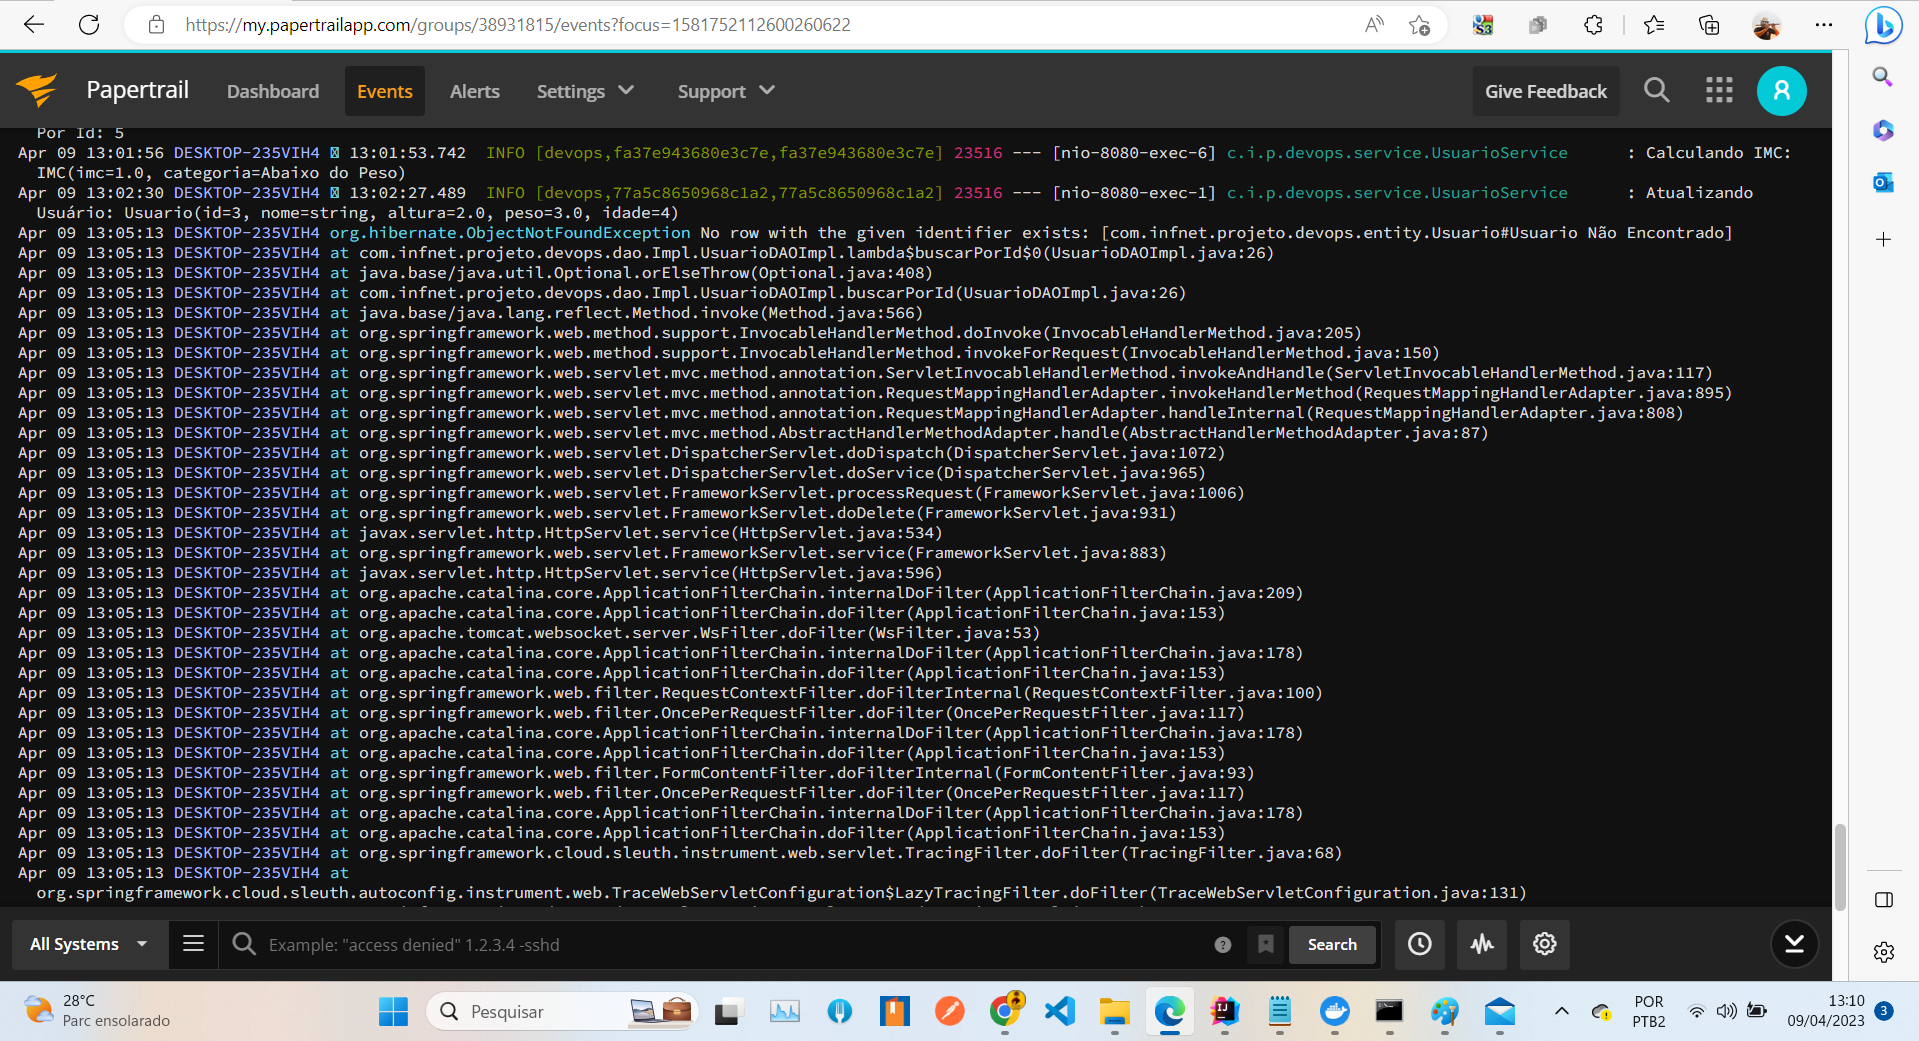 https://my.papertrailapp.com/groups/38931815/events?focus=1581752112600260622
Papertrail
Dashboard
Events
Alerts
Settings
Support
Give Feedback
Por Id: 5
Apr 09 13:01:56 DESKTOP-235VIH4 13:01:53.742 INFO [devops,fa37e943680e3c7e,fa37e943680e3c7e] 23516 --- [nio-8080-exec-6] c.i.p.devops.service.UsuarioService : Calculando IMC:
IMC(imc=1.0, categoria=Abaixo do Peso)
Apr 09 13:02:30 DESKTOP-235VIH4 13:02:27.489 INFO [devops,77a5c8650968c1a2,77a5c8650968c1a2] 23516 --- [nio-8080-exec-1] c.i.p.devops.service.UsuarioService : Atualizando
Usuário: Usuario(id=3, nome=string, altura=2.0, peso=3.0, idade=4)
Apr 09 13:05:13 DESKTOP-235VIH4 org.hibernate.ObjectNotFoundException No row with the given identifier exists: [com.infnet.projeto.devops.entity.Usuario#Usuario Não Encontrado]
Apr 09 13:05:13 DESKTOP-235VIH4 at com.infnet.projeto.devops.dao.Impl.UsuarioDAOImpl.lambda$buscarPorId$0(UsuarioDAOImpl.java:26)
Apr 09 13:05:13 DESKTOP-235VIH4 at java.base/java.util.Optional.orElseThrow(Optional.java:408)
Apr 09 13:05:13 DESKTOP-235VIH4 at com.infnet.projeto.devops.dao.Impl.UsuarioDAOImpl.buscarPorId(UsuarioDAOImpl.java:26)
Apr 09 13:05:13 DESKTOP-235VIH4 at java.base/java.lang.reflect.Method.invoke(Method.java:566)
Apr 09 13:05:13 DESKTOP-235VIH4 at org.springframework.web.method.support.InvocableHandlerMethod.doInvoke(InvocableHandlerMethod.java:205)
Apr 09 13:05:13 DESKTOP-235VIH4 at org.springframework.web.method.support.InvocableHandlerMethod.invokeForRequest(InvocableHandlerMethod.java:150)
Apr 09 13:05:13 DESKTOP-235VIH4 at org.springframework.web.servlet.mvc.method.annotation.ServletInvocableHandlerMethod.invokeAndHandle(ServletInvocableHandlerMethod.java:117)
Apr 09 13:05:13 DESKTOP-235VIH4 at org.springframework.web.servlet.mvc.method.annotation.RequestMappingHandlerAdapter.invokeHandlerMethod(RequestMappingHandlerAdapter.java:895)
Apr 09 13:05:13 DESKTOP-235VIH4 at org.springframework.web.servlet.mvc.method.annotation.RequestMappingHandlerAdapter.handleInternal(RequestMappingHandlerAdapter.java:808)
Apr 09 13:05:13 DESKTOP-235VIH4 at org.springframework.web.servlet.mvc.method.AbstractHandlerMethodAdapter.handle(AbstractHandlerMethodAdapter.java:87)
Apr 09 13:05:13 DESKTOP-235VIH4 at org.springframework.web.servlet.DispatcherServlet.doDispatch(DispatcherServlet.java:1072)
Apr 09 13:05:13 DESKTOP-235VIH4 at org.springframework.web.servlet.DispatcherServlet.doService(DispatcherServlet.java:965)
Apr 09 13:05:13 DESKTOP-235VIH4 at org.springframework.web.servlet.FrameworkServlet.processRequest(FrameworkServlet.java:1006)
Apr 09 13:05:13 DESKTOP-235VIH4 at org.springframework.web.servlet.FrameworkServlet.doDelete(FrameworkServlet.java:931)
Apr 09 13:05:13 DESKTOP-235VIH4 at javax.servlet.http.HttpServlet.service(HttpServlet.java:534)
Apr 09 13:05:13 DESKTOP-235VIH4 at org.springframework.web.servlet.FrameworkServlet.service(FrameworkServlet.java:883)
Apr 09 13:05:13 DESKTOP-235VIH4 at javax.servlet.http.HttpServlet.service(HttpServlet.java:596)
Apr 09 13:05:13 DESKTOP-235VIH4 at org.apache.catalina.core.ApplicationFilterChain.internalDoFilter(ApplicationFilterChain.java:209)
Apr 09 13:05:13 DESKTOP-235VIH4 at org.apache.catalina.core.ApplicationFilterChain.doFilter(ApplicationFilterChain.java:153)
Apr 09 13:05:13 DESKTOP-235VIH4 at org.apache.tomcat.websocket.server.WsFilter.doFilter(WsFilter.java:53)
Apr 09 13:05:13 DESKTOP-235VIH4 at org.apache.catalina.core.ApplicationFilterChain.internalDoFilter(ApplicationFilterChain.java:178)
Apr 09 13:05:13 DESKTOP-235VIH4 at org.apache.catalina.core.ApplicationFilterChain.doFilter(ApplicationFilterChain.java:153)
Apr 09 13:05:13 DESKTOP-235VIH4 at org.springframework.web.filter.RequestContextFilter.doFilterInternal(RequestContextFilter.java:100)
Apr 09 13:05:13 DESKTOP-235VIH4 at org.springframework.web.filter.OncePerRequestFilter.doFilter(OncePerRequestFilter.java:117)
Apr 09 13:05:13 DESKTOP-235VIH4 at org.apache.catalina.core.ApplicationFilterChain.internalDoFilter(ApplicationFilterChain.java:178)
Apr 09 13:05:13 DESKTOP-235VIH4 at org.apache.catalina.core.ApplicationFilterChain.doFilter(ApplicationFilterChain.java:153)
Apr 09 13:05:13 DESKTOP-235VIH4 at org.springframework.web.filter.FormContentFilter.doFilterInternal(FormContentFilter.java:93)
Apr 09 13:05:13 DESKTOP-235VIH4 at org.springframework.web.filter.OncePerRequestFilter.doFilter(OncePerRequestFilter.java:117)
Apr 09 13:05:13 DESKTOP-235VIH4 at org.apache.catalina.core.ApplicationFilterChain.internalDoFilter(ApplicationFilterChain.java:178)
Apr 09 13:05:13 DESKTOP-235VIH4 at org.apache.catalina.core.ApplicationFilterChain.doFilter(ApplicationFilterChain.java:153)
Apr 09 13:05:13 DESKTOP-235VIH4 at org.springframework.cloud.sleuth.instrument.web.servlet.TracingFilter.doFilter(TracingFilter.java:68)
Apr 09 13:05:13 DESKTOP-235VIH4 at
org.springframework.cloud.sleuth.autoconfig.instrument.web.TraceWebServletConfiguration$LazyTracingFilter.doFilter(TraceWebServletConfiguration.java:131)
All Systems
Example: "access denied" 1.2.3.4 -sshd
Search
28°C
Parc ensolarado
Pesquisar
POR
PTB2
13:10
09/04/2023
3